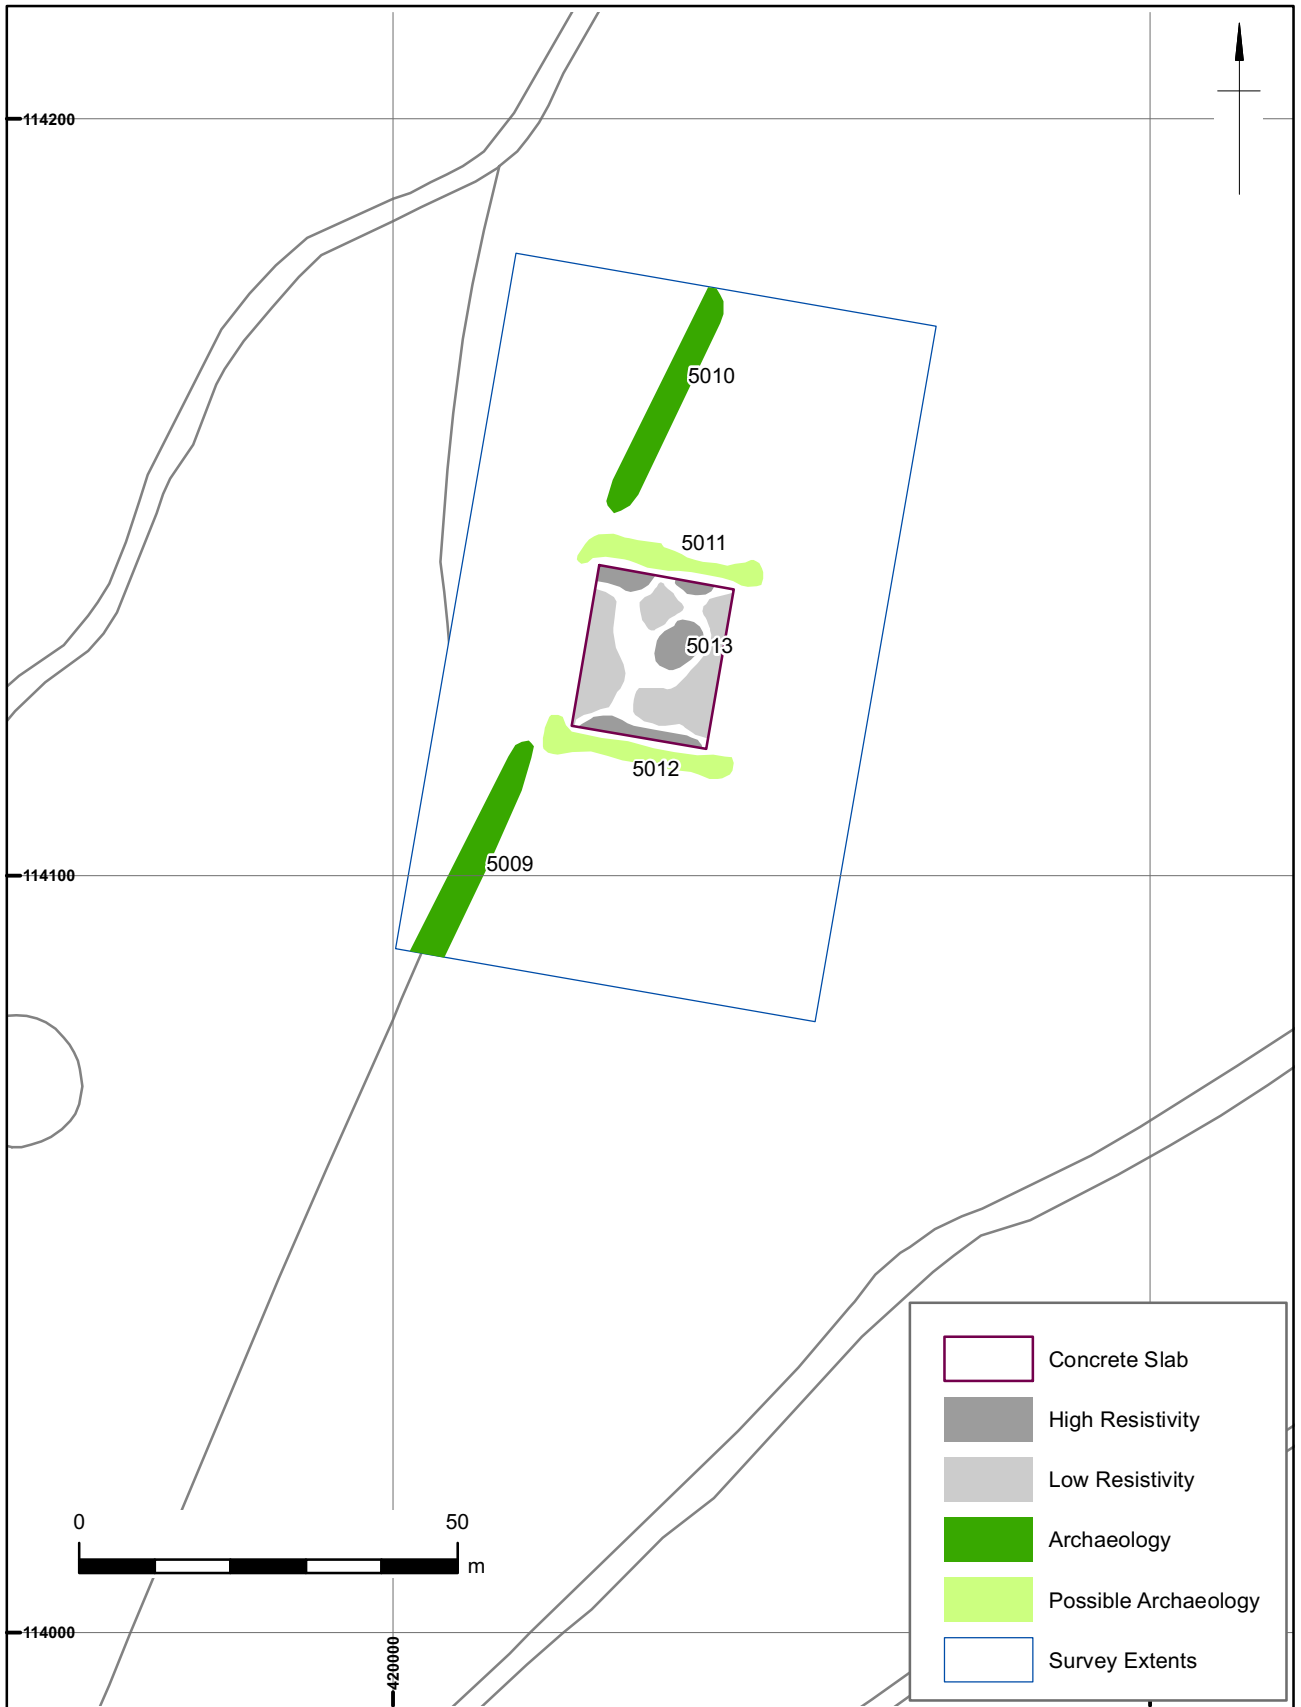 114200
5010
5011
5013
5012
5009
114100
Concrete Slab
High Resistivity
Low Resistivity
Archaeology
Possible Archaeology
Survey Extents
0 50
m
114000
420000